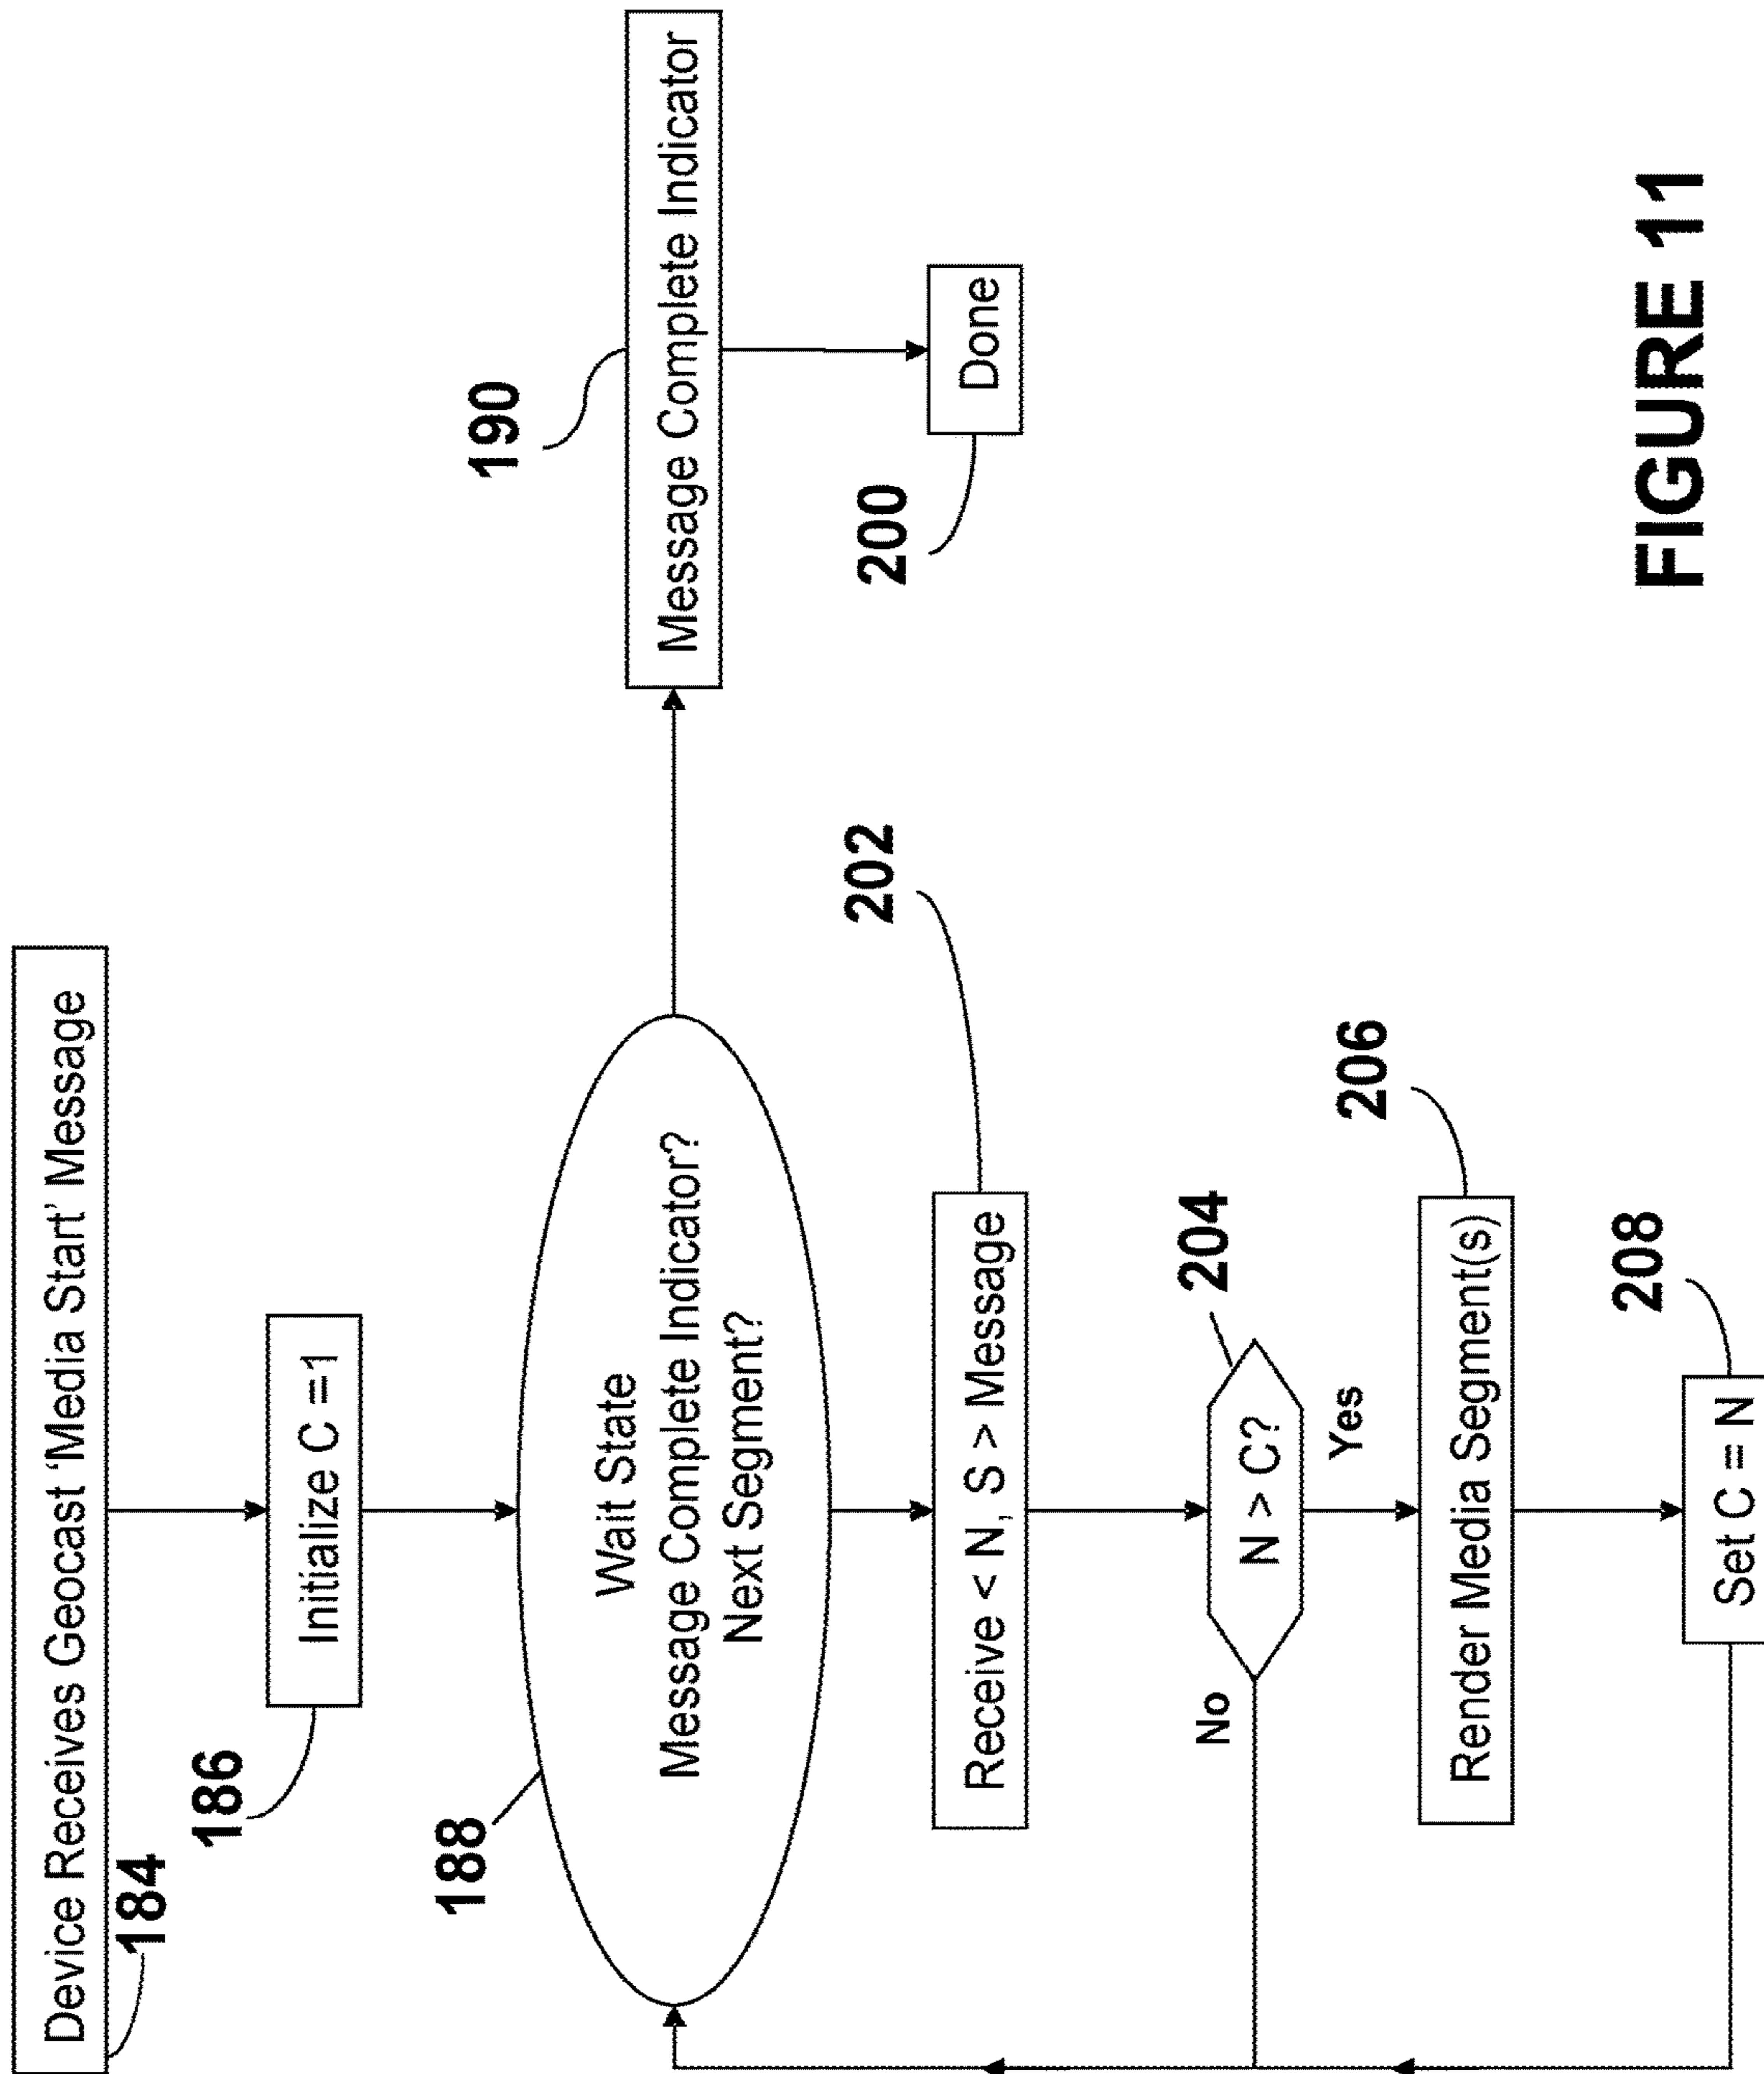 Device Receives Geocast ‘Media Start’ Message
184
186
Initialize C =1
188
Wait State
Message Complete Indicator?
Next Segment?
190
Message Complete Indicator
200
Done
202
Receive < N, S > Message
204
N > C?
No
Yes
206
Render Media Segment(s)
208
Set C = N
FIGURE 11